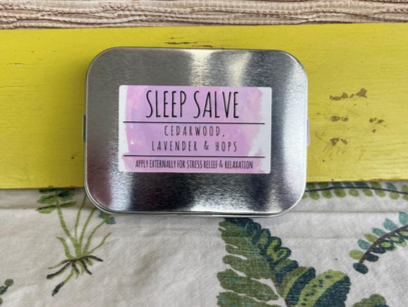 SLEEP SALVE
CEDARWOOD,
LAVENDER & HOPS
APPLY EXTERNALLY FOR STRESS RELIEF & RELAXATION